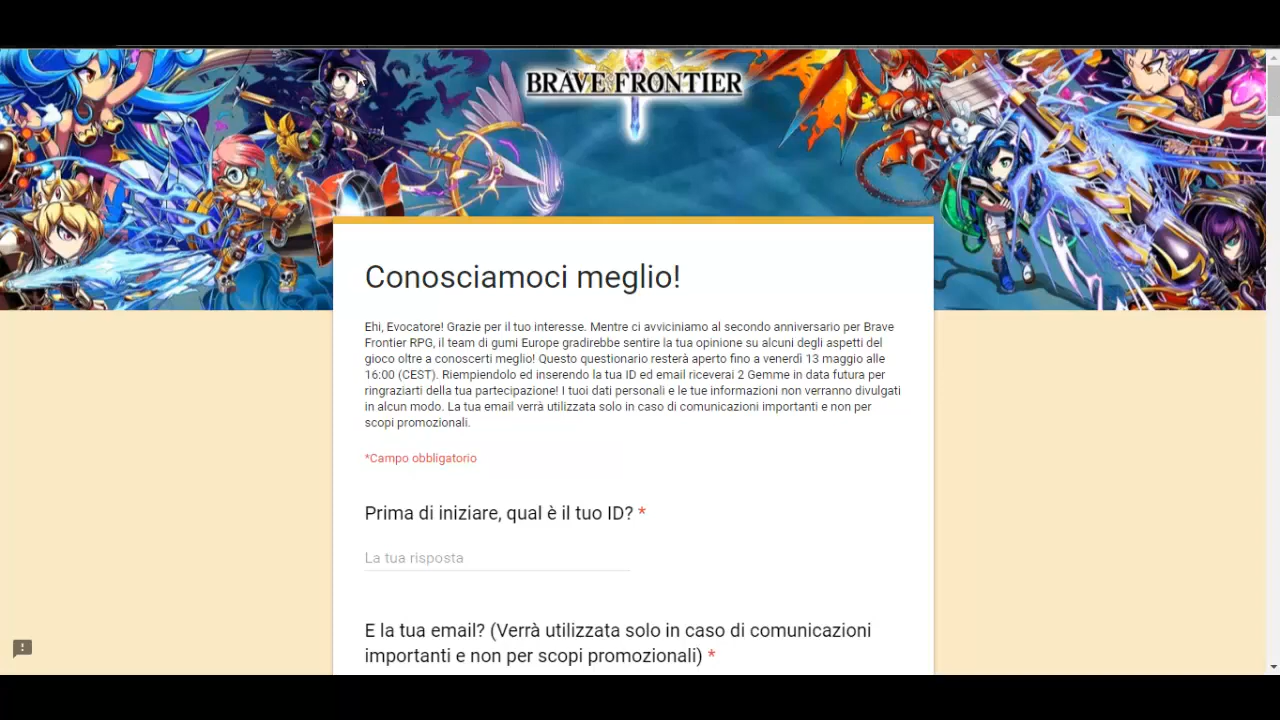 BRAVE FRONTIER
Conosciamoci meglio!
Ehi, Evocatore! Grazie per il tuo interesse. Mentre ci avviciniamo al secondo anniversario per Brave
Frontier RPG, il team di gumi Europe gradirebbe sentire la tua opinione su alcuni degli aspetti del
gioco oltre a conoscerti meglio! Questo questionario resterà aperto fino a venerdì 13 maggio alle
16:00 (CEST). Riempiendolo ed inserendo la tua ID ed email riceverai 2 Gemme in data futura per
ringraziarti della tua partecipazione! I tuoi dati personali e le tue informazioni non verranno divulgati
in alcun modo. La tua email verrà utilizzata solo in caso di comunicazioni importanti e non per
scopi promozionali.
*Campo obbligatorio
Prima di iniziare, qual è il tuo ID? *
La tua risposta
E la tua email? (Verrà utilizzata solo in caso di comunicazioni
importanti e non per scopi promozionali) *